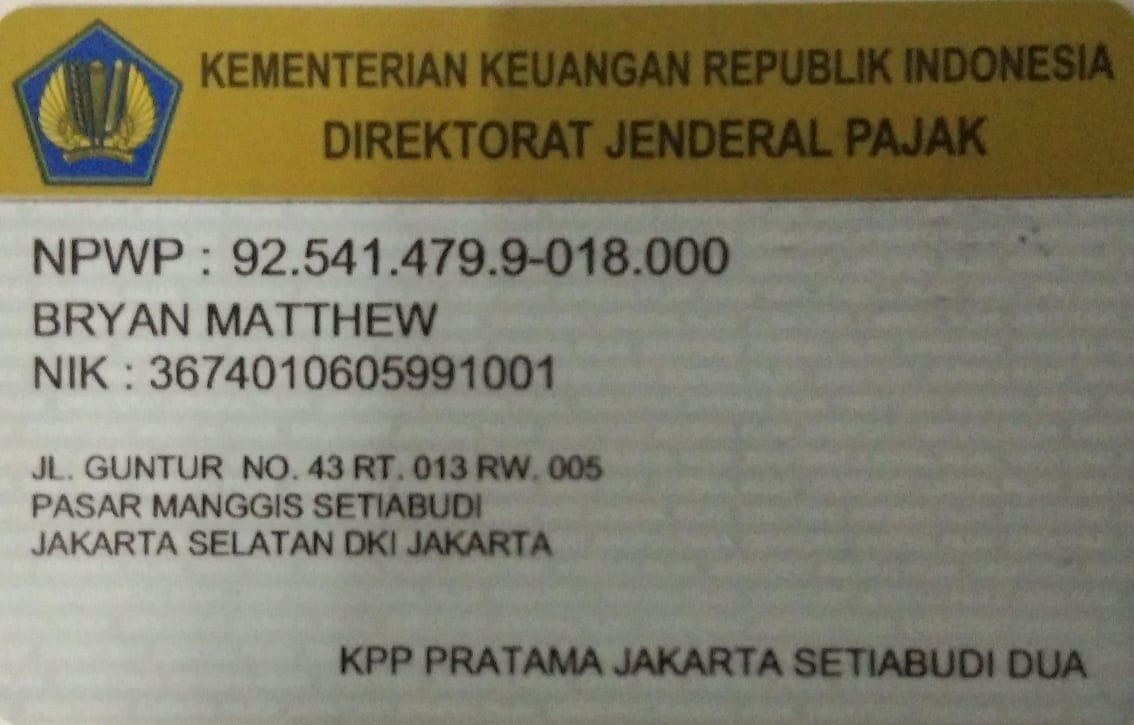 KEMENTERIAN KEUANGAN REPUBLIK INDONESIA
DIREKTORAT JENDERAL PAJAK
NPWP : 92.541.479.9-018.000
BRYAN MATTHEW
NIK : 3674010605991001
JL. GUNTUR NO. 43 RT. 013 RW. 005
PASAR MANGGIS SETIABUDI
JAKARTA SELATAN DKI JAKARTA
KPP PRATAMA JAKARTA SETIABUDI DUA